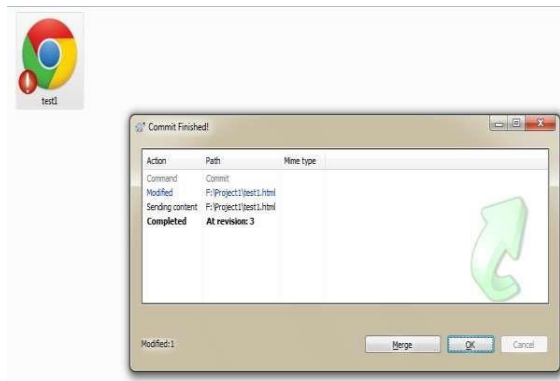 test1
Commit Finished!
Action Path Mime type
Command Commit
Modified F:\Project1\test1.html
Sending content F:\Project1\test1.html
Completed At revision: 3
Modified:1
Merge OK Cancel